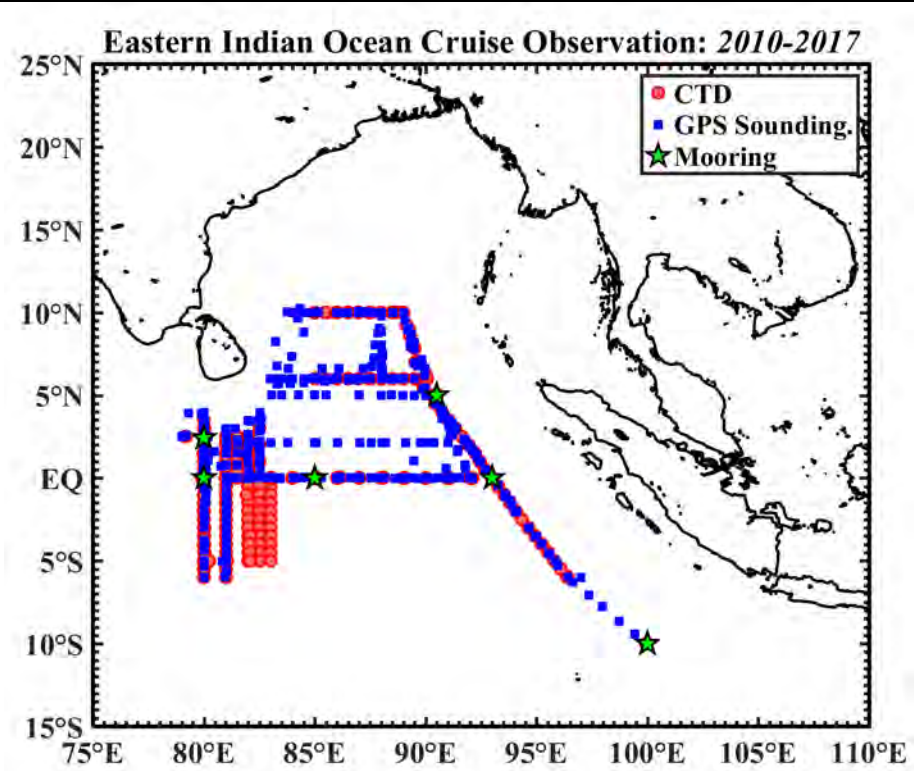 Eastern Indian Ocean Cruise Observation: 2010-2017
25°N
CTD
GPS Sounding.
Mooring
20°N
15°N
10°N
5°N
EQ
5°S
10°S
15°S
75°E 80°E 85°E 90°E 95°E 100°E 105°E 110°E